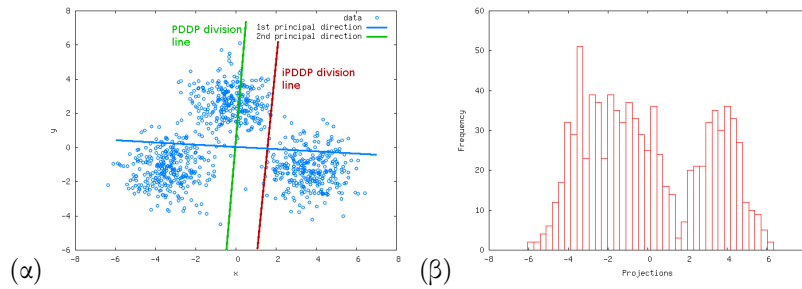 PDDP division
line
data
1st principal direction
2nd principal direction
iPDDP division
line
8
6
4
2
0
-2
-4
-6
y
-8
-6
-4
-2
0
2
4
6
8
x
(α)
60
50
40
30
20
10
0
Frequency
-8
-6
-4
-2
0
2
4
6
8
Projections
(β)